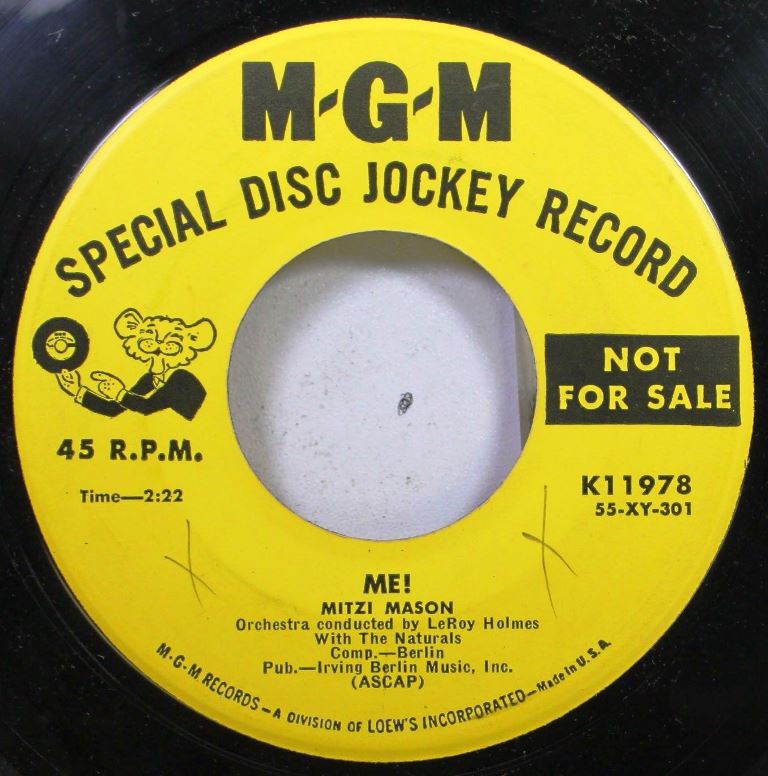 M-G-M
SPECIAL DISC JOCKEY RECORD
NOT
FOR SALE
45 R.P.M.
Time—2:22
K11978
55-XY-301
ME!
MITZI MASON
Orchestra conducted by LeRoy Holmes
With The Naturals
Comp.—Berlin
Pub.—Irving Berlin Music, Inc.
(ASCAP)
M-G-M RECORDS—A DIVISION OF LOEW'S INCORPORATED—Made in U.S.A.